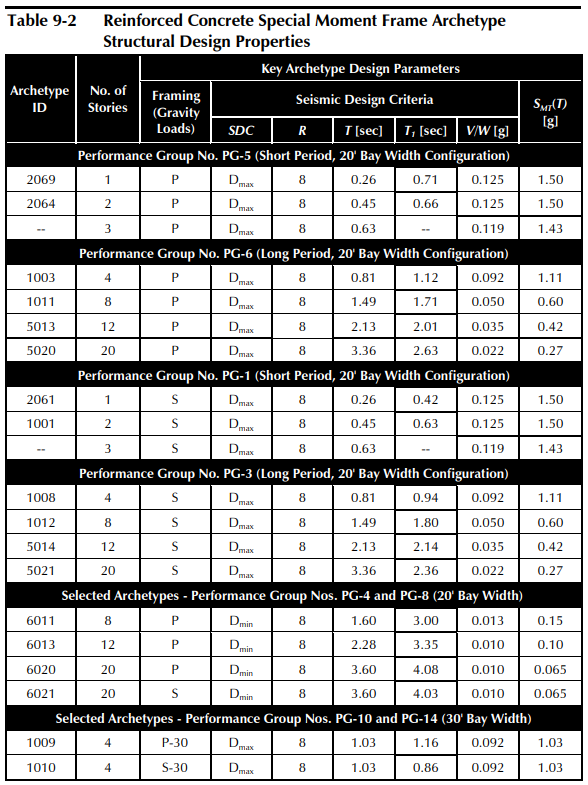 Table 9-2 Reinforced Concrete Special Moment Frame Archetype
Structural Design Properties
Key Archetype Design Parameters
Archetype ID No. of Stories Framing (Gravity Loads) Seismic Design Criteria SMT(T) [g]
SDC R T [sec] T1 [sec] V/W [g]
Performance Group No. PG-5 (Short Period, 20' Bay Width Configuration)
2069 1 P Dmax 8 0.26 0.71 0.125 1.50
2064 2 P Dmax 8 0.45 0.66 0.125 1.50
-- 3 P Dmax 8 0.63 -- 0.119 1.43
Performance Group No. PG-6 (Long Period, 20' Bay Width Configuration)
1003 4 P Dmax 8 0.81 1.12 0.092 1.11
1011 8 P Dmax 8 1.49 1.71 0.050 0.60
5013 12 P Dmax 8 2.13 2.01 0.035 0.42
5020 20 P Dmax 8 3.36 2.63 0.022 0.27
Performance Group No. PG-1 (Short Period, 20' Bay Width Configuration)
2061 1 S Dmax 8 0.26 0.42 0.125 1.50
1001 2 S Dmax 8 0.45 0.63 0.125 1.50
-- 3 S Dmax 8 0.63 -- 0.119 1.43
Performance Group No. PG-3 (Long Period, 20' Bay Width Configuration)
1008 4 S Dmax 8 0.81 0.94 0.092 1.11
1012 8 S Dmax 8 1.49 1.80 0.050 0.60
5014 12 S Dmax 8 2.13 2.14 0.035 0.42
5021 20 S Dmax 8 3.36 2.36 0.022 0.27
Selected Archetypes - Performance Group Nos. PG-4 and PG-8 (20' Bay Width)
6011 8 P Dmin 8 1.60 3.00 0.013 0.15
6013 12 P Dmin 8 2.28 3.35 0.010 0.10
6020 20 P Dmin 8 3.60 4.08 0.010 0.065
6021 20 S Dmin 8 3.60 4.03 0.010 0.065
Selected Archetypes - Performance Group Nos. PG-10 and PG-14 (30' Bay Width)
1009 4 P-30 Dmax 8 1.03 1.16 0.092 1.03
1010 4 S-30 Dmax 8 1.03 0.86 0.092 1.03